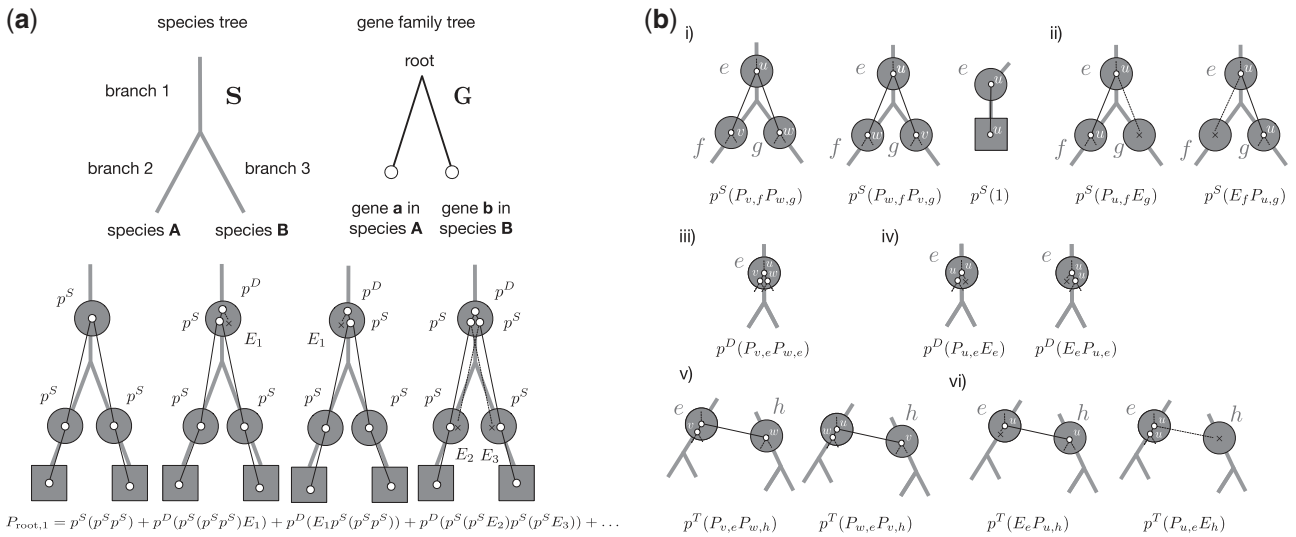 (a)
species tree
gene family tree
root
branch 1
S
G
branch 2
branch 3
species A
species B
gene a in
species A
gene b in
species B
p^S
p^S
p^D
E_1
p^D
E_1
p^S
p^D
p^S
p^S
p^S
p^S
p^S
p^S
p^S
p^S
p^S
p^S
E_2
E_3
P_{root,1} = p^S(p^S p^S) + p^D(p^S(p^S p^S)E_1) + p^D(E_1 p^S(p^S p^S)) + p^D(p^S(p^S E_2)p^S(p^S E_3)) + ...
(b)
i)
ii)
e
u
e
u
e
u
e
u
e
u
f
v
g
w
f
w
g
v
u
f
u
g
×
f
×
g
u
p^S(P_{v,f}P_{w,g})
p^S(P_{w,f}P_{v,g})
p^S(1)
p^S(P_{u,f}E_g)
p^S(E_f P_{u,g})
iii)
iv)
e
u
v
w
e
u
u
×
e
u
×
u
p^D(P_{v,e}P_{w,e})
p^D(P_{u,e}E_e)
p^D(E_e P_{u,e})
v)
vi)
e
u
v
h
w
e
u
w
h
v
e
u
×
h
u
e
u
u
h
×
p^T(P_{v,e}P_{w,h})
p^T(P_{w,e}P_{v,h})
p^T(E_e P_{u,h})
p^T(P_{u,e}E_h)